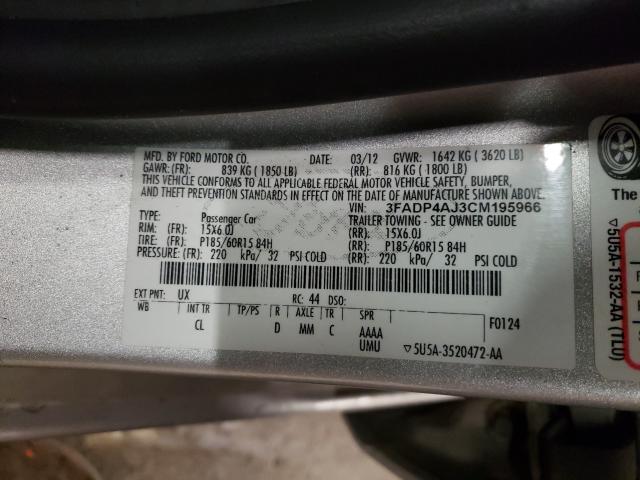 MFD. BY FORD MOTOR CO. DATE: 03/12 GVWR: 1642 KG ( 3620 LB)
GAWR: (FR): 839 KG ( 1850 LB) (RR): 816 KG ( 1800 LB)
THIS VEHICLE CONFORMS TO ALL APPLICABLE FEDERAL MOTOR VEHICLE SAFETY, BUMPER,
AND THEFT PREVENTION STANDARDS IN EFFECT ON THE DATE OF MANUFACTURE SHOWN ABOVE.
VIN: 3FADP4AJ3CM195966
TYPE: Passenger Car TRAILER TOWING - SEE OWNER GUIDE
RIM: (FR): 15X6.0J (RR): 15X6.0J
TIRE: (FR): P185/60R15 84H (RR): P185/60R15 84H
PRESSURE: (FR): 220 kPa/ 32 PSI COLD (RR): 220 kPa/ 32 PSI COLD
EXT PNT: UX RC: 44 DSO:
WB INT TR TP/PS R AXLE TR SPR F0124
CL D MM C AAAA
UMU ▽5U5A-3520472-AA
The
▽5U5A-1532-AA (TLU)